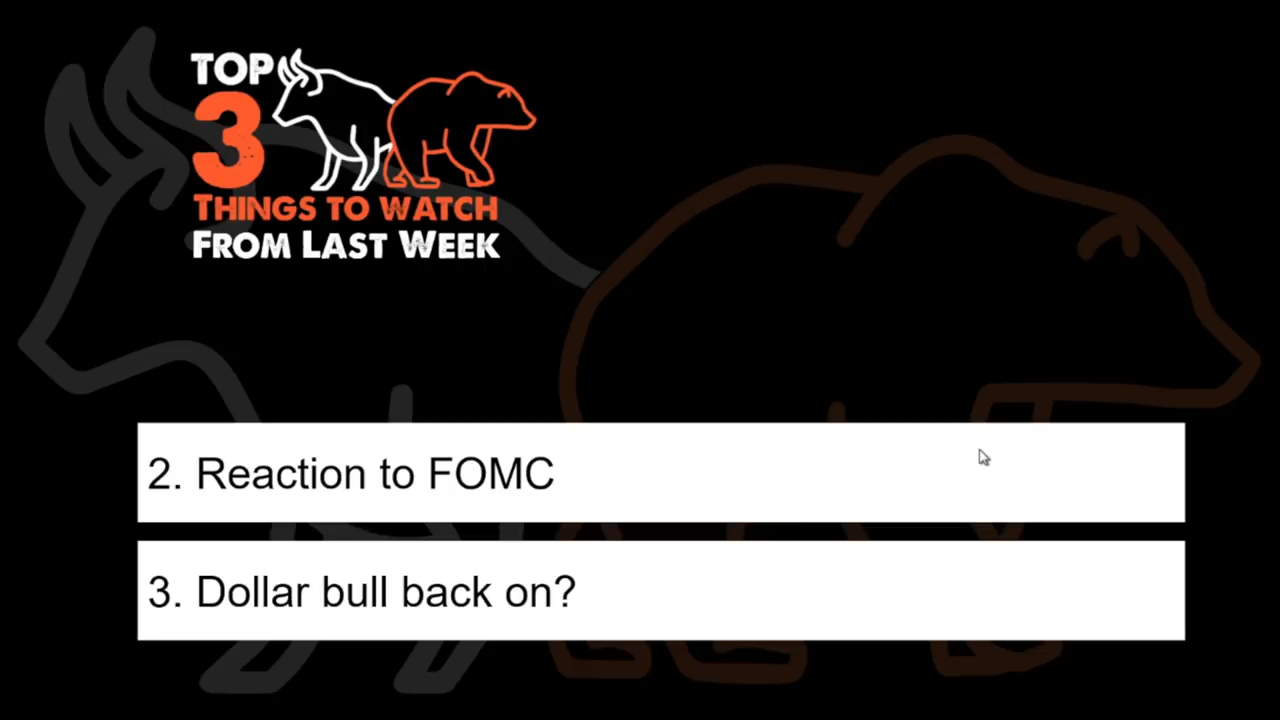 TOP
3
THINGS TO WATCH
FROM LAST WEEK
2. Reaction to FOMC
3. Dollar bull back on?